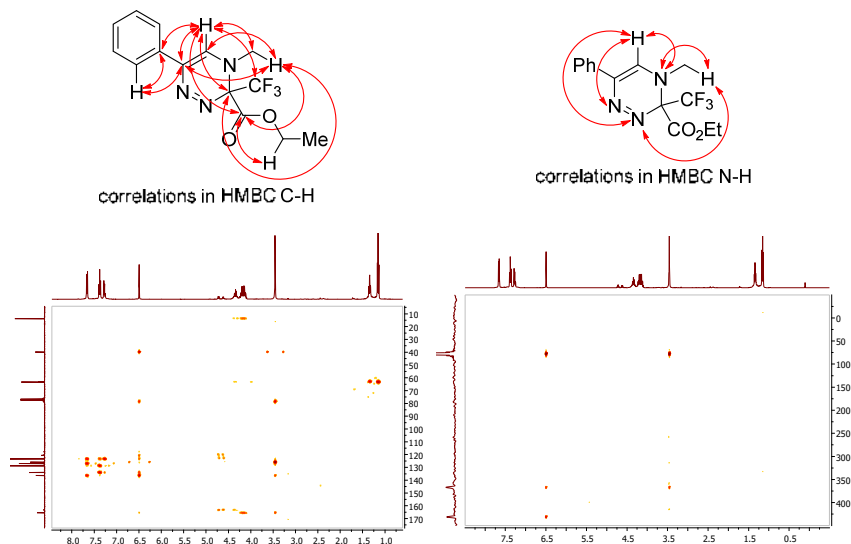 H
N
H
CF₃
H
N
N
O
O
Me
H
correlations in HMBC C-H
H
Ph
N
H
CF₃
N
N
CO₂Et
correlations in HMBC N-H
10
20
30
40
50
60
70
80
90
100
110
120
130
140
150
160
170
8.0 7.5 7.0 6.5 6.0 5.5 5.0 4.5 4.0 3.5 3.0 2.5 2.0 1.5 1.0
0
50
100
150
200
250
300
350
400
7.5 6.5 5.5 4.5 3.5 2.5 1.5 0.5